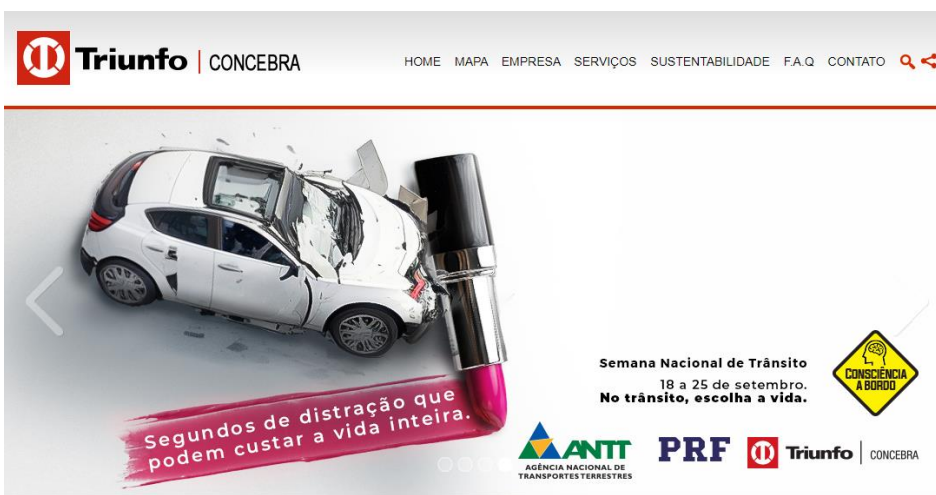 Triunfo | CONCEBRA
HOME MAPA EMPRESA SERVIÇOS SUSTENTABILIDADE F.A.Q CONTATO
Segundos de distração que
podem custar a vida inteira.
Semana Nacional de Trânsito
18 a 25 de setembro.
No trânsito, escolha a vida.
CONSCIÊNCIA
A BORDO
ANTT
AGÊNCIA NACIONAL DE
TRANSPORTES TERRESTRES
PRF
Triunfo | CONCEBRA